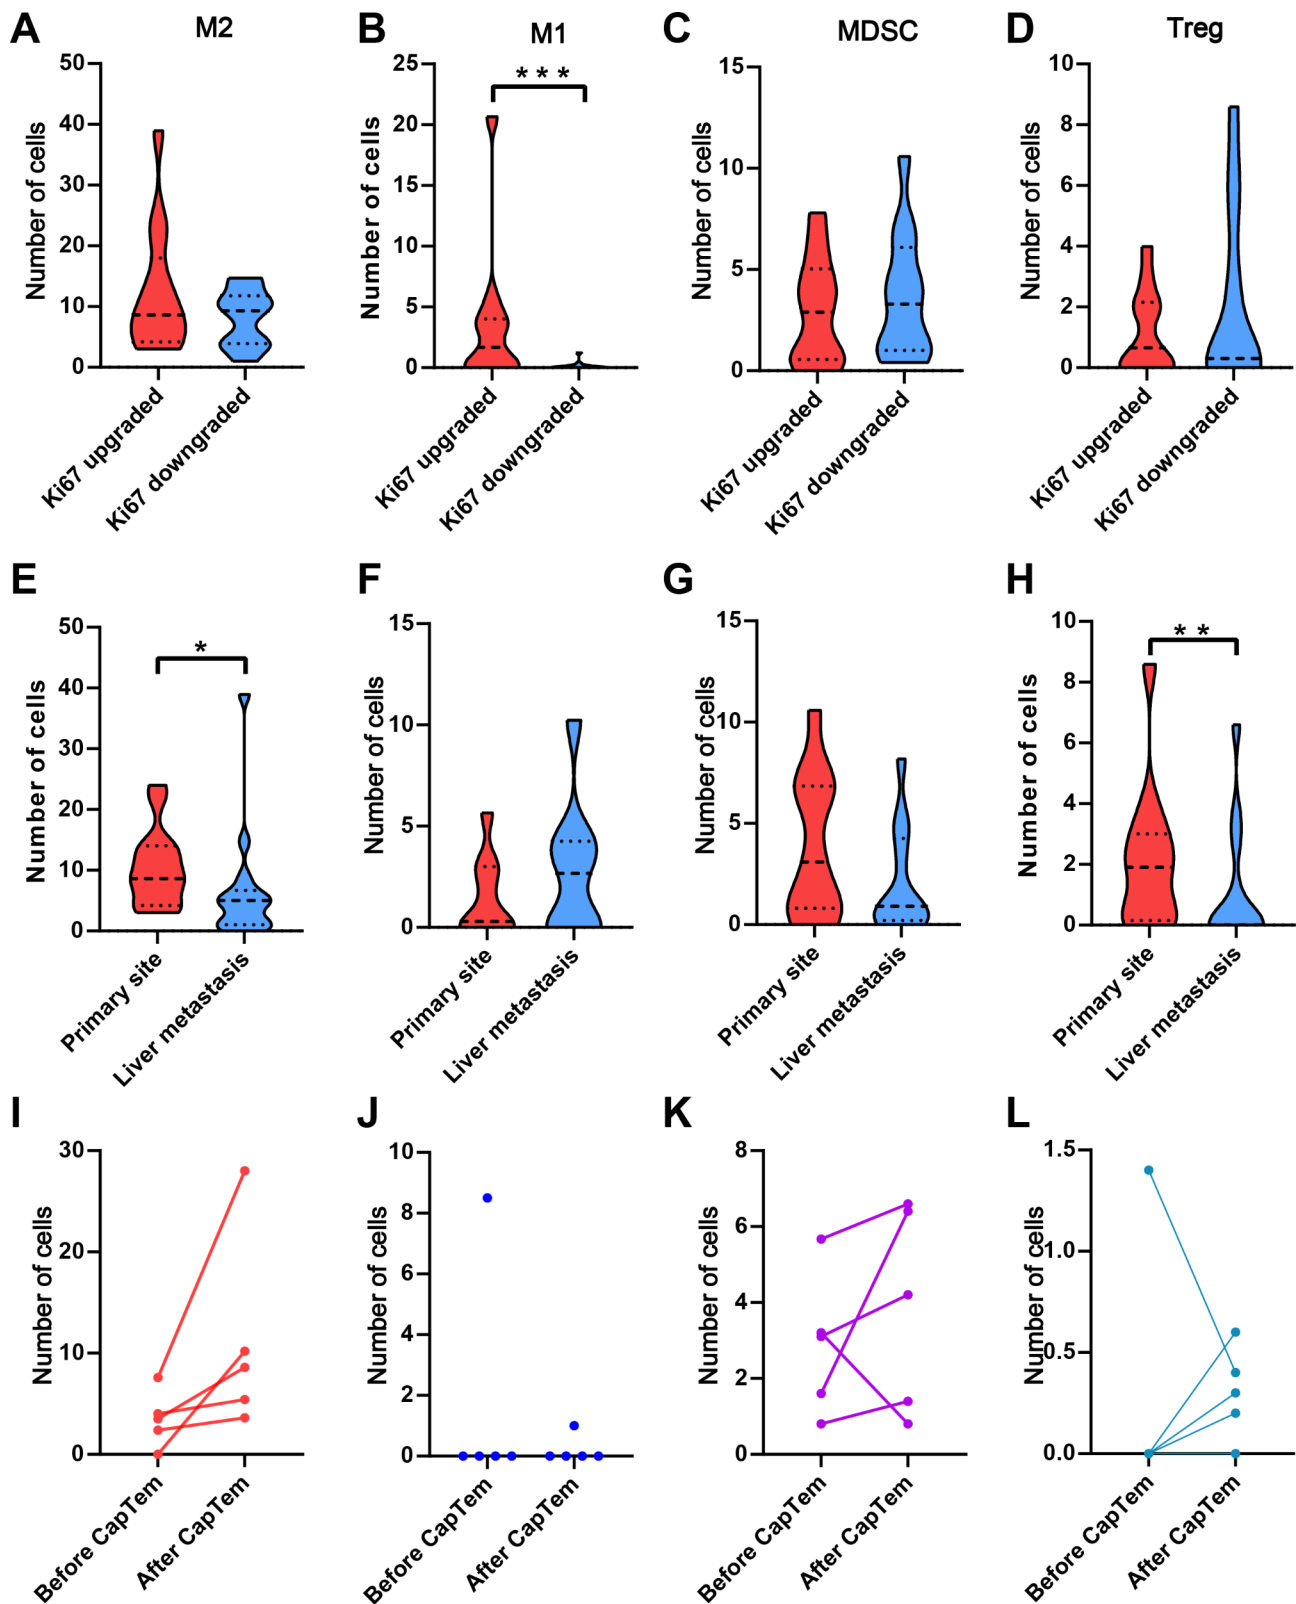 A
M2
Number of cells
50
40
30
20
10
0
Ki67 upgraded
Ki67 downgraded
B
M1
Number of cells
25
20
15
10
5
0
***
Ki67 upgraded
Ki67 downgraded
C
MDSC
Number of cells
15
10
5
0
Ki67 upgraded
Ki67 downgraded
D
Treg
Number of cells
10
8
6
4
2
0
Ki67 upgraded
Ki67 downgraded
E
Number of cells
50
40
30
20
10
0
*
Primary site
Liver metastasis
F
Number of cells
15
10
5
0
Primary site
Liver metastasis
G
Number of cells
15
10
5
0
Primary site
Liver metastasis
H
Number of cells
10
8
6
4
2
0
**
Primary site
Liver metastasis
I
Number of cells
30
20
10
0
Before CapTem
After CapTem
J
Number of cells
10
8
6
4
2
0
Before CapTem
After CapTem
K
Number of cells
8
6
4
2
0
Before CapTem
After CapTem
L
Number of cells
1.5
1.0
0.5
0.0
Before CapTem
After CapTem